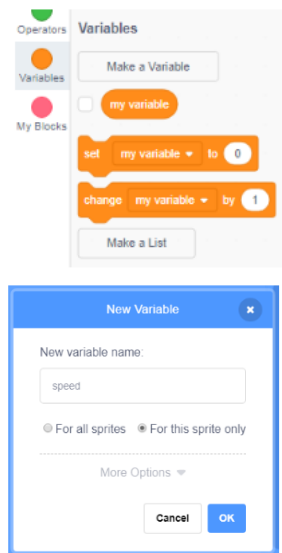 Operators
Variables
My Blocks
Variables
Make a Variable
my variable
set my variable to 0
change my variable by 1
Make a List
New Variable
New variable name:
speed
For all sprites For this sprite only
More Options
Cancel OK